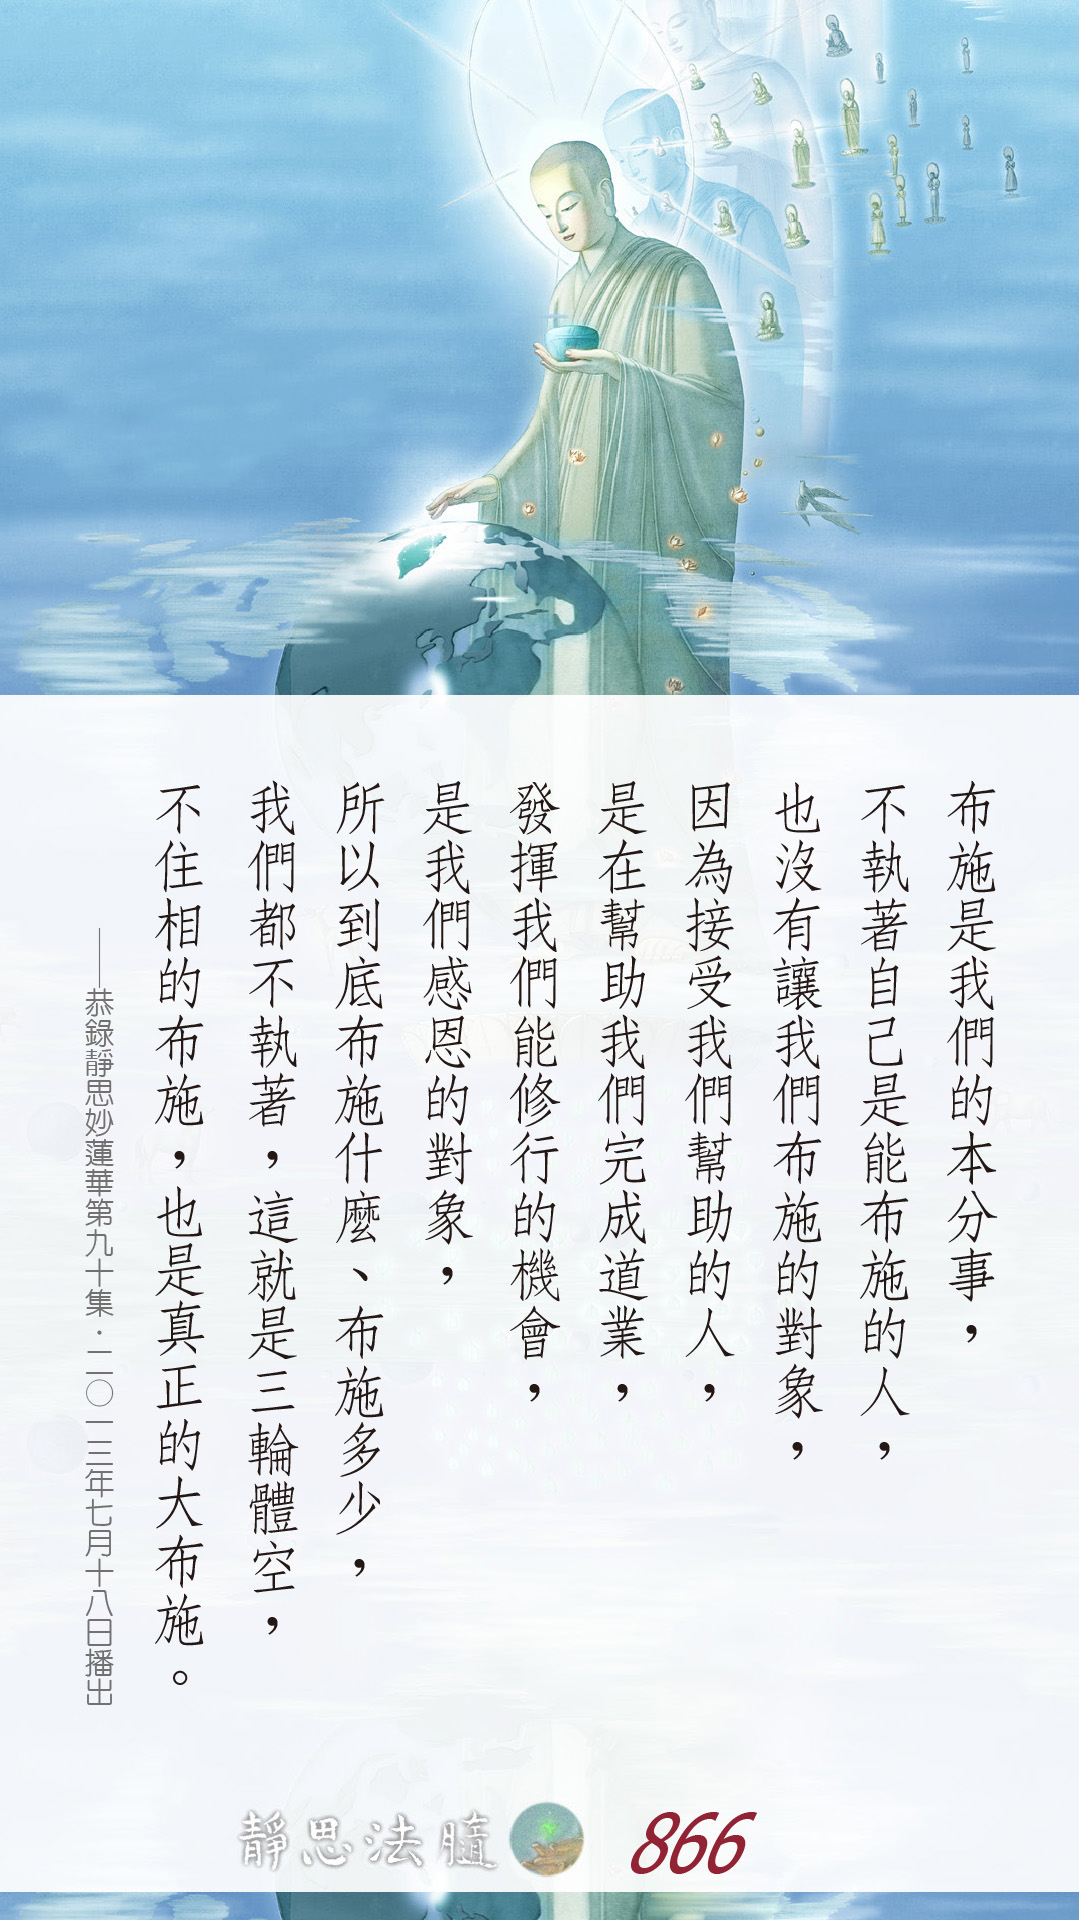 布施是我們的本分事，
不執著自己是能布施的人，
也沒有讓我們布施的對象，
因為接受我們幫助的人，
是在幫助我們完成道業，
發揮我們能修行的機會，
是我們感恩的對象，
所以到底布施什麼、布施多少，
我們都不執著，這就是三輪體空，
不住相的布施，也是真正的大布施。
——恭錄靜思妙蓮華第九十集·二〇一三年七月十八日播出
靜思法髓
866